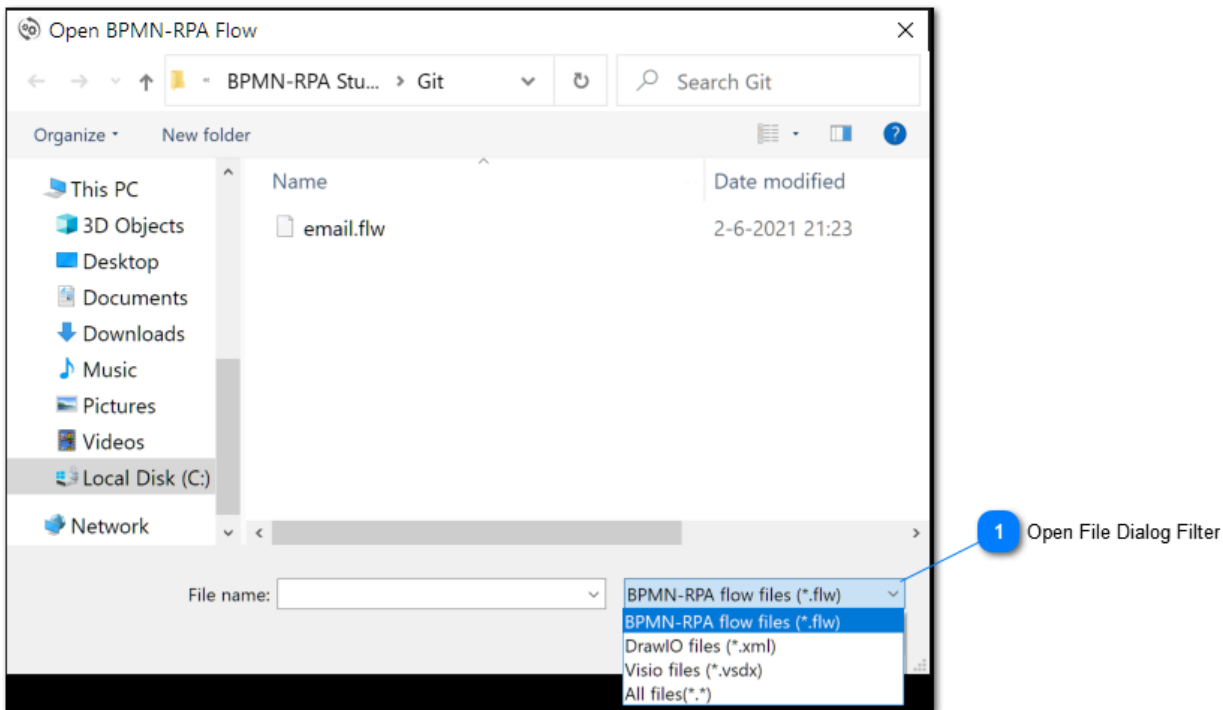 Open BPMN-RPA Flow
« BPMN-RPA Stu... > Git
Search Git
Organize
New folder
Name
Date modified
This PC
3D Objects
Desktop
Documents
Downloads
Music
Pictures
Videos
Local Disk (C:)
Network
email.flw
2-6-2021 21:23
1 Open File Dialog Filter
File name:
BPMN-RPA flow files (*.flw)
BPMN-RPA flow files (*.flw)
DrawIO files (*.xml)
Visio files (*.vsdx)
All files(*.*)